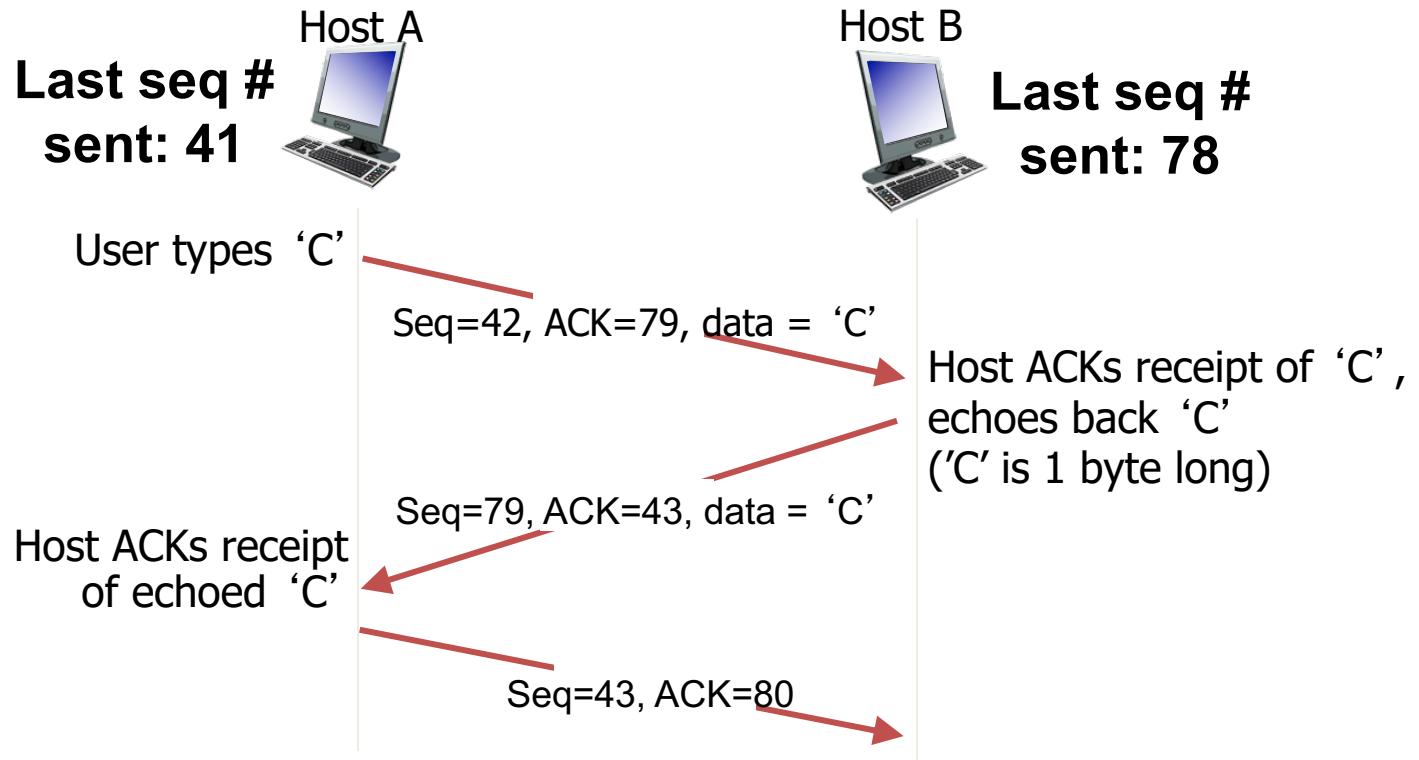 Host A
Host B
Last seq #
sent: 41
Last seq #
sent: 78
User types ‘C’
Seq=42, ACK=79, data = ‘C’
Host ACKs receipt of ‘C’,
echoes back ‘C’
(’C’ is 1 byte long)
Seq=79, ACK=43, data = ‘C’
Host ACKs receipt
of echoed ‘C’
Seq=43, ACK=80